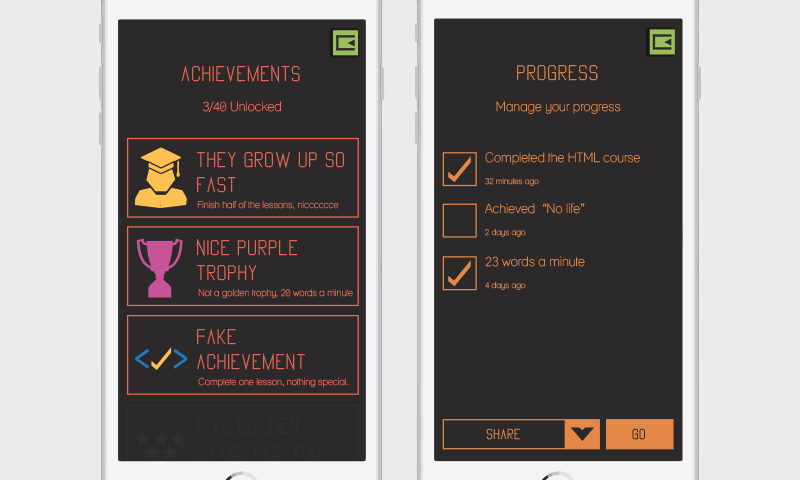 ACHIEVEMENTS
3/40 Unlocked
THEY GROW UP SO
FAST
Finish half of the lessons, nicccccce
NICE PURPLE
TROPHY
Not a golden trophy, 20 words a minute
FAKE
ACHIEVEMENT
Complete one lesson, nothing special.
FIVE GOLDEN
STARS FOR YOU
PROGRESS
Manage your progress
Completed the HTML course
32 minutes ago
Achieved "No life"
2 days ago
23 words a minute
4 days ago
SHARE
GO